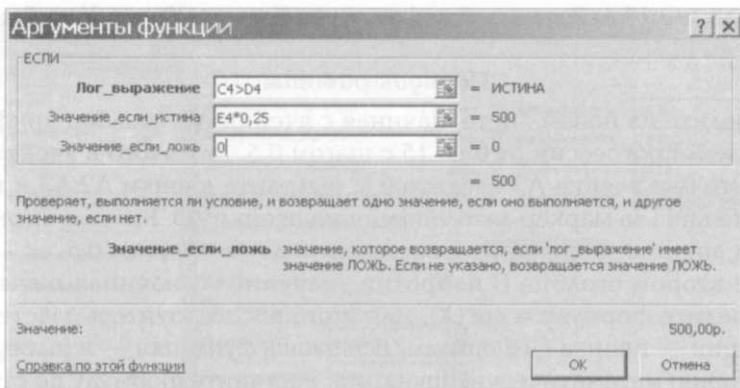 Аргументы функции ? ×
ЕСЛИ
Лог_выражение C4>D4 = ИСТИНА
Значение_если_истина E4*0,25 = 500
Значение_если_ложь 0 = 0
= 500
Проверяет, выполняется ли условие, и возвращает одно значение, если оно выполняется, и другое
значение, если нет.
Значение_если_ложь значение, которое возвращается, если 'лог_выражение' имеет
значение ЛОЖЬ. Если не указано, возвращается значение ЛОЖЬ.
Значение: 500,00р.
Справка по этой функции OK Отмена